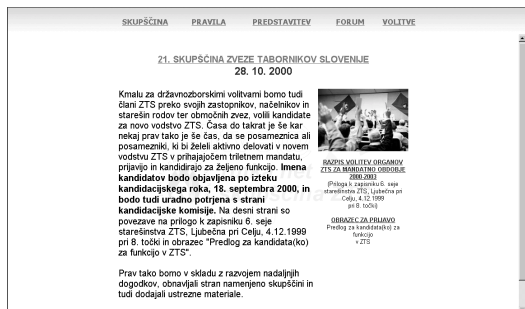 SKUPŠČINA PRAVILA PREDSTAVITEV FORUM VOLITVE
21. SKUPŠČINA ZVEZE TABORNIKOV SLOVENIJE
28. 10. 2000
Kmalu za državnozborskimi volitvami bomo tudi
člani ZTS preko svojih zastopnikov, načelnikov in
starešin rodov ter območnih zvez, volili kandidate
za novo vodstvo ZTS. Časa do takrat je še kar
nekaj prav tako je še čas, da se posameznica ali
posamezniki, ki bi želeli aktivno delovati v novem
vodstvu ZTS v prihajajočem triletnem mandatu,
prijavijo in kandidirajo za željeno funkcijo. Imena
kandidatov bodo objavljena po izteku
kandidacijskega roka, 18. septembra 2000, in
bodo tudi uradno potrjena s strani
kandidacijske komisije. Na desni strani so
povezave na prilogo k zapisniku 6. seje
starešinstva ZTS, Ljubečna pri Celju, 4.12.1999
pri 8. točki in obrazec "Predlog za kandidata(ko)
za funkcijo v ZTS".
Prav tako bomo v skladu z razvojem nadaljnjih
dogodkov, obnavljali stran namenjeno skupščini in
tudi dodajali ustrezne materiale.
RAZPIS VOLITEV ORGANOV
ZTS ZA MANDATNO OBDOBJE
2000-2003
(Priloga k zapisniku 6. seje
starešinstva ZTS, Ljubečna pri
Celju, 4.12.1999
pri 8. točki)
OBRAZEC ZA PRIJAVO
Predlog za kandidata(ko) za
funkcijo
v ZTS